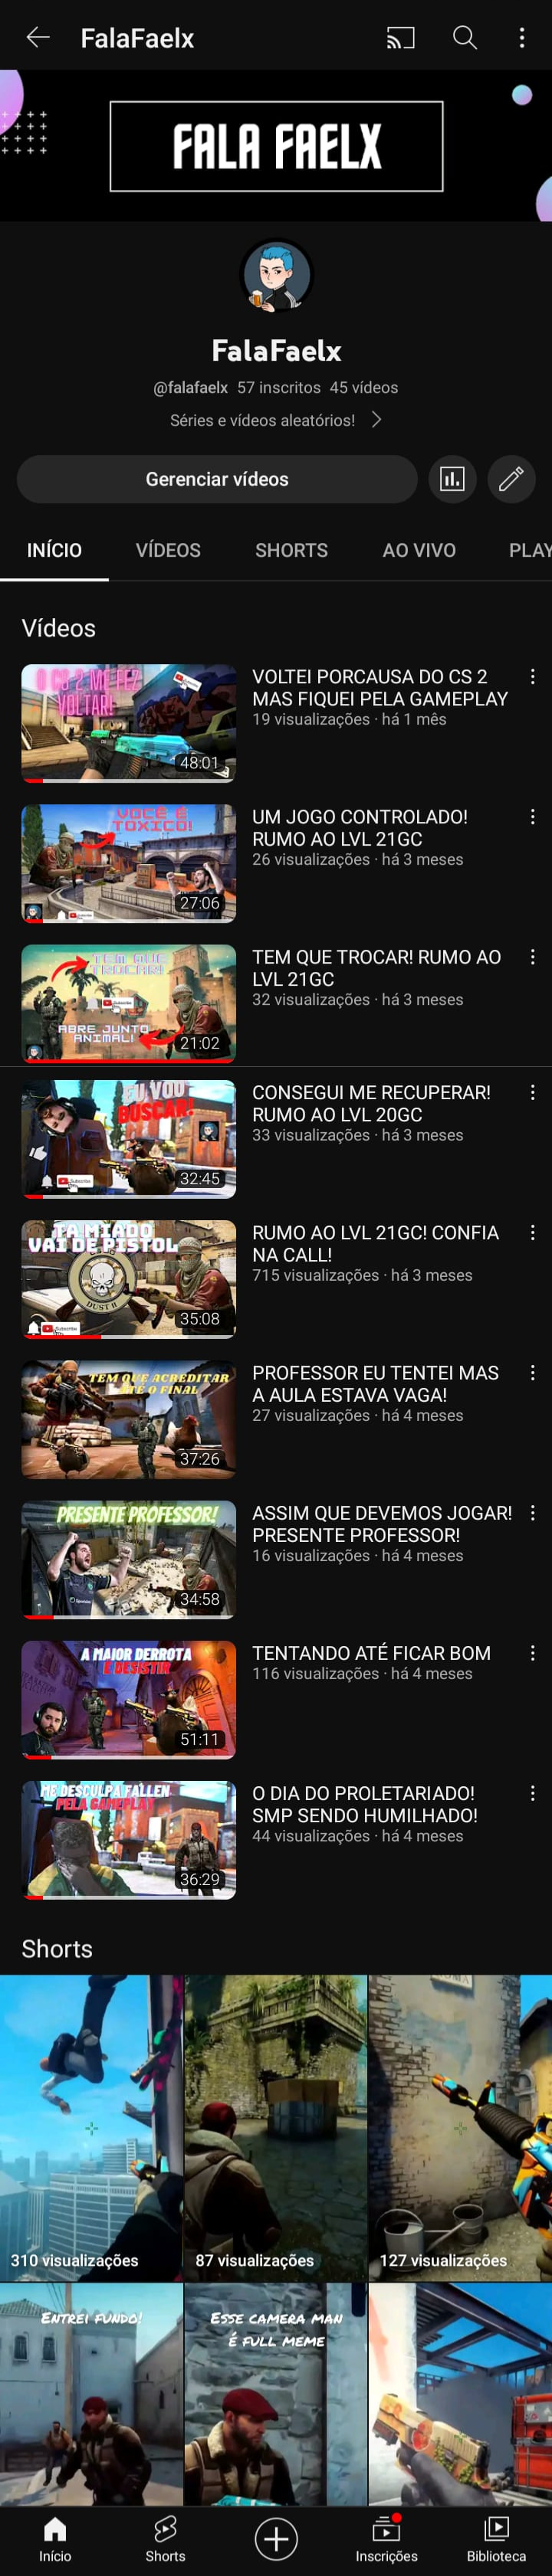 FalaFaelx
FALA FAELX
FalaFaelx
@falafaelx 57 inscritos 45 vídeos
Séries e vídeos aleatórios!
Gerenciar vídeos
INÍCIO VÍDEOS SHORTS AO VIVO PLAY
Vídeos
O CS 2 ME FEZ
VOLTAR!
48:01
VOLTEI PORCAUSA DO CS 2
MAS FIQUEI PELA GAMEPLAY
19 visualizações · há 1 mês
VOCÊ É
TOXICO!
27:06
UM JOGO CONTROLADO!
RUMO AO LVL 21GC
26 visualizações · há 3 meses
TEM QUE
TROCAR!
ABRE JUNTO
ANIMAL!
21:02
TEM QUE TROCAR! RUMO AO
LVL 21GC
32 visualizações · há 3 meses
EU VOU
BUSCAR!
32:45
CONSEGUI ME RECUPERAR!
RUMO AO LVL 20GC
33 visualizações · há 3 meses
TA MIADO
VAI DE PISTOL
DUST II
35:08
RUMO AO LVL 21GC! CONFIA
NA CALL!
715 visualizações · há 3 meses
TEM QUE ACREDITAR
ATÉ O FINAL
37:26
PROFESSOR EU TENTEI MAS
A AULA ESTAVA VAGA!
27 visualizações · há 4 meses
PRESENTE PROFESSOR!
34:58
ASSIM QUE DEVEMOS JOGAR!
PRESENTE PROFESSOR!
16 visualizações · há 4 meses
A MAIOR DERROTA
É DESISTIR
51:11
TENTANDO ATÉ FICAR BOM
116 visualizações · há 4 meses
ME DESCULPA FALLEN
PELA GAMEPLAY
36:29
O DIA DO PROLETARIADO!
SMP SENDO HUMILHADO!
44 visualizações · há 4 meses
Shorts
310 visualizações
87 visualizações
127 visualizações
ENTREI FUNDO!
ESSE CAMERA MAN
É FULL MEME
Início
Shorts
Inscrições
Biblioteca